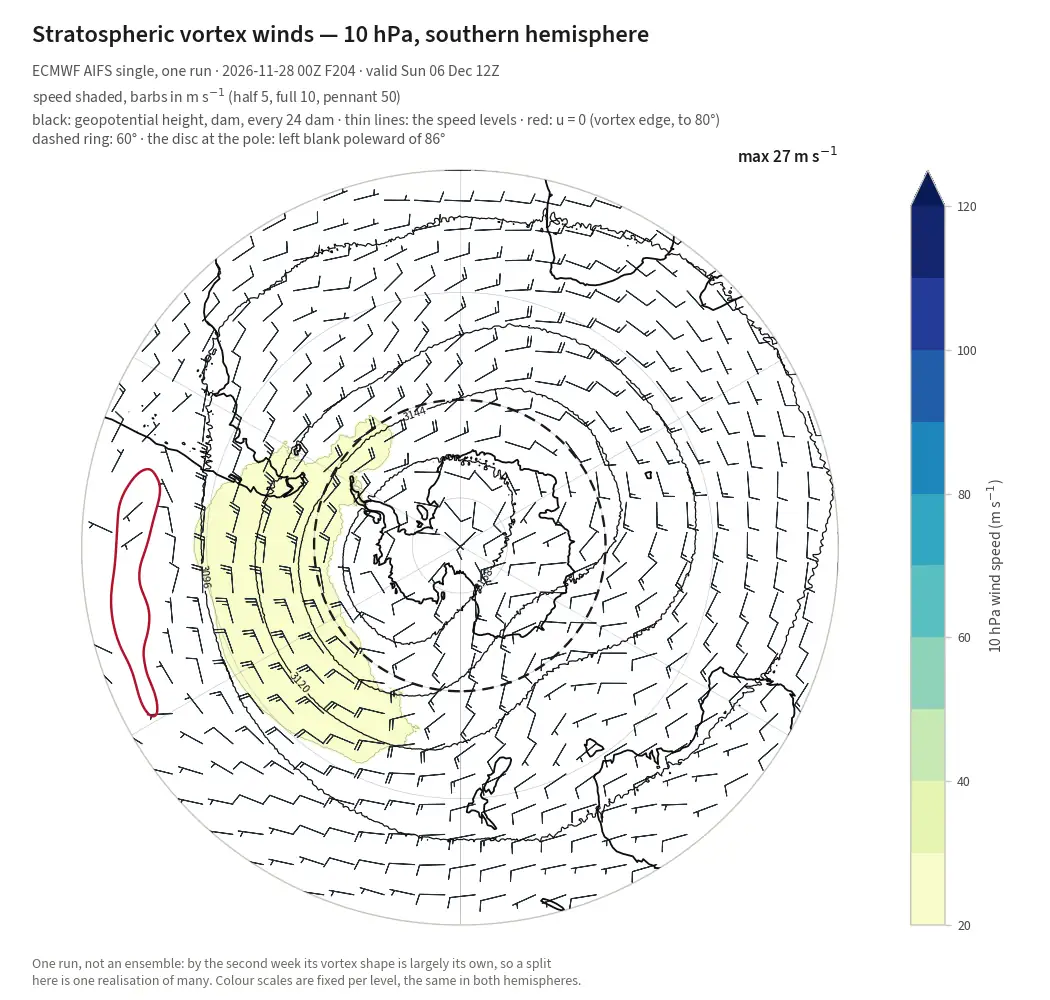 Stratospheric vortex winds — 10 hPa, southern hemisphere
ECMWF AIFS single, one run · 2026-11-28 00Z F204 · valid Sun 06 Dec 12Z
speed shaded, barbs in m s⁻¹ (half 5, full 10, pennant 50)
black: geopotential height, dam, every 24 dam · thin lines: the speed levels · red: u = 0 (vortex edge, to 80°)
dashed ring: 60° · the disc at the pole: left blank poleward of 86°
max 27 m s⁻¹
120
100
80
60
40
20
10 hPa wind speed (m s⁻¹)
3144
3096
3120
One run, not an ensemble: by the second week its vortex shape is largely its own, so a split
here is one realisation of many. Colour scales are fixed per level, the same in both hemispheres.